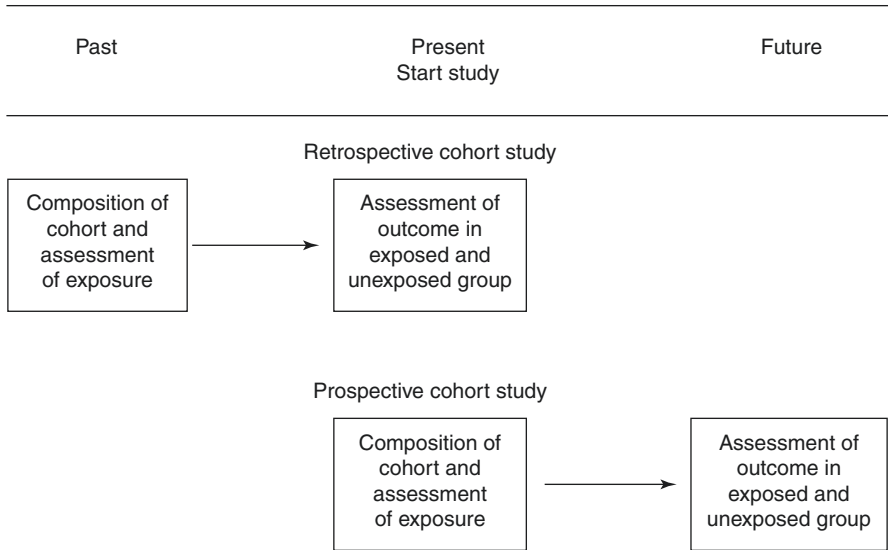 Past
Present
Start study
Future
Retrospective cohort study
Composition of
cohort and
assessment
of exposure
Assessment of
outcome in
exposed and
unexposed group
Prospective cohort study
Composition of
cohort and
assessment
of exposure
Assessment of
outcome in
exposed and
unexposed group